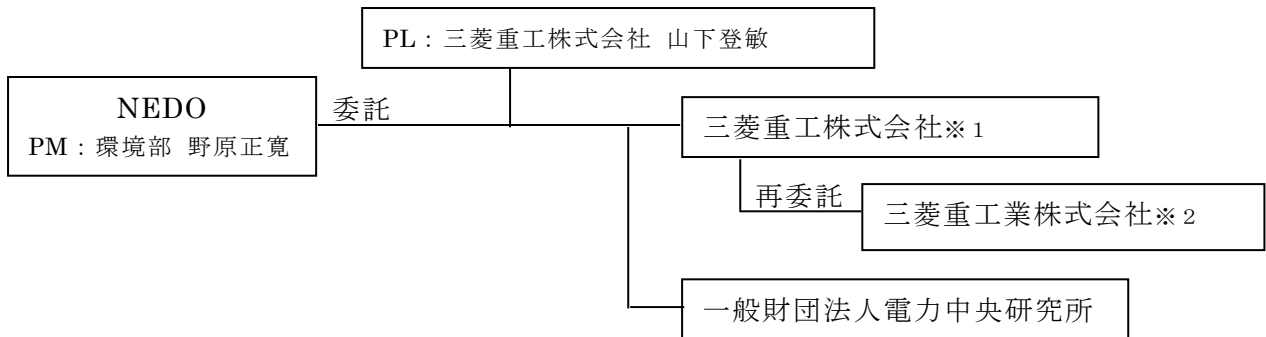 PL：三菱重工株式会社 山下登敏
NEDO
PM：環境部 野原正寛
委託
三菱重工株式会社※1
再委託
三菱重工業株式会社※2
一般財団法人電力中央研究所